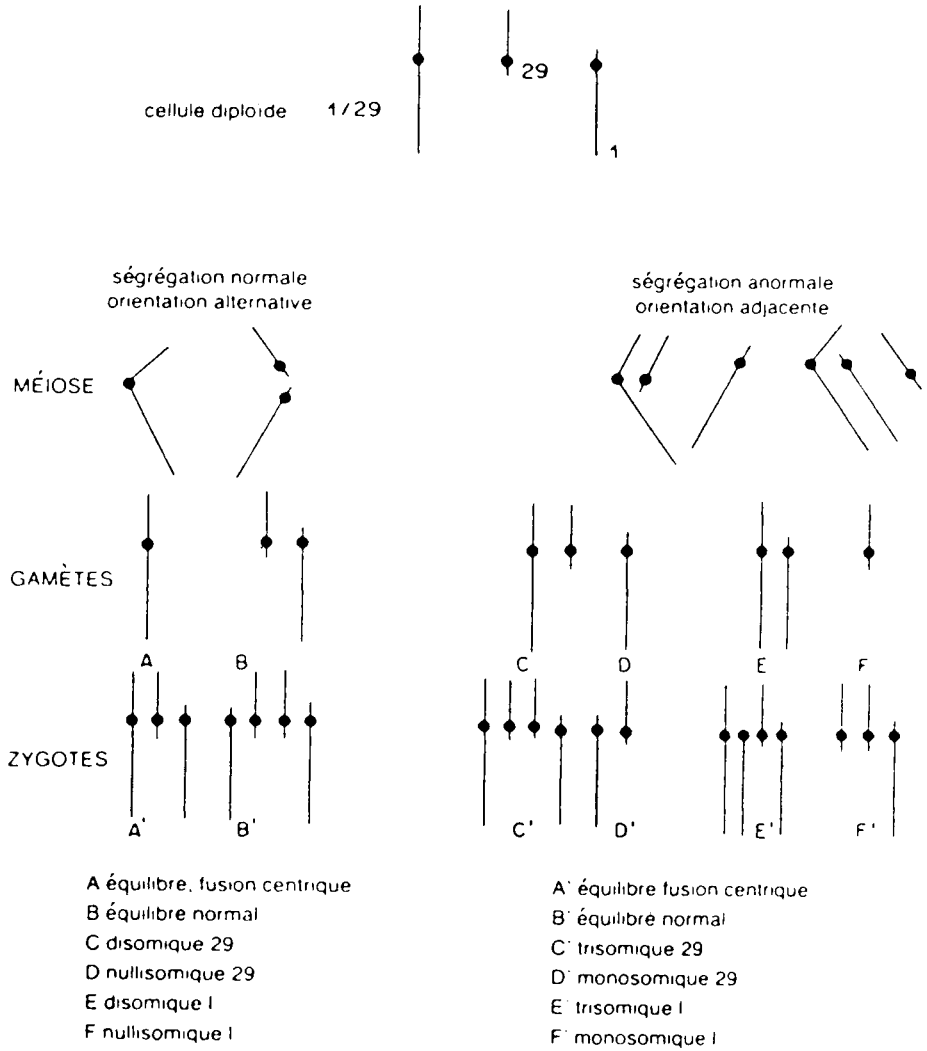 29
cellule diploïde 1/29
1
ségrégation normale
orientation alternative
ségrégation anormale
orientation adjacente
MÉIOSE
GAMÈTES
A B C D E F
ZYGOTES
A' B' C' D' E' F'
A équilibre, fusion centrique
B équilibre normal
C disomique 29
D nullisomique 29
E disomique I
F nullisomique I
A' équilibre fusion centrique
B' équilibre normal
C' trisomique 29
D' monosomique 29
E' trisomique I
F' monosomique I